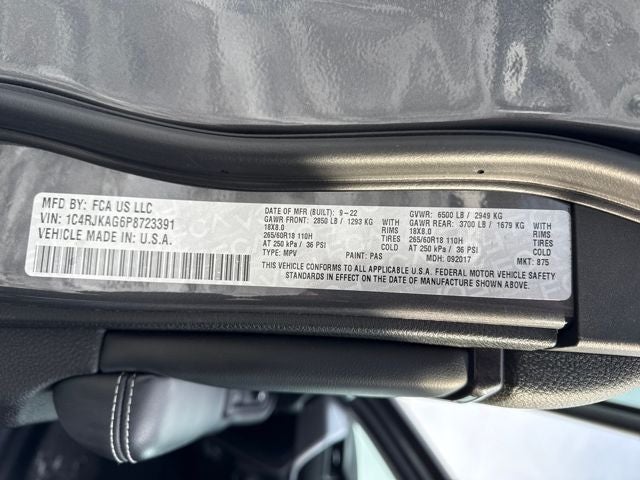 MFD BY: FCA US LLC
VIN: 1C4RJKAG6P8723391
VEHICLE MADE IN: U.S.A.
DATE OF MFR (BUILT): 9-22
GAWR FRONT: 2850 LB / 1293 KG WITH
18X8.0 RIMS
265/60R18 110H TIRES
AT 250 kPa / 36 PSI COLD
TYPE: MPV PAINT: PAS
GVWR: 6500 LB / 2949 KG
GAWR REAR: 3700 LB / 1679 KG WITH
18X8.0 RIMS
265/60R18 110H TIRES
AT 250 kPa / 36 PSI COLD
MDH: 092017 MKT: 875
THIS VEHICLE CONFORMS TO ALL APPLICABLE U.S.A. FEDERAL MOTOR VEHICLE SAFETY
STANDARDS IN EFFECT ON THE DATE OF MANUFACTURE SHOWN ABOVE.